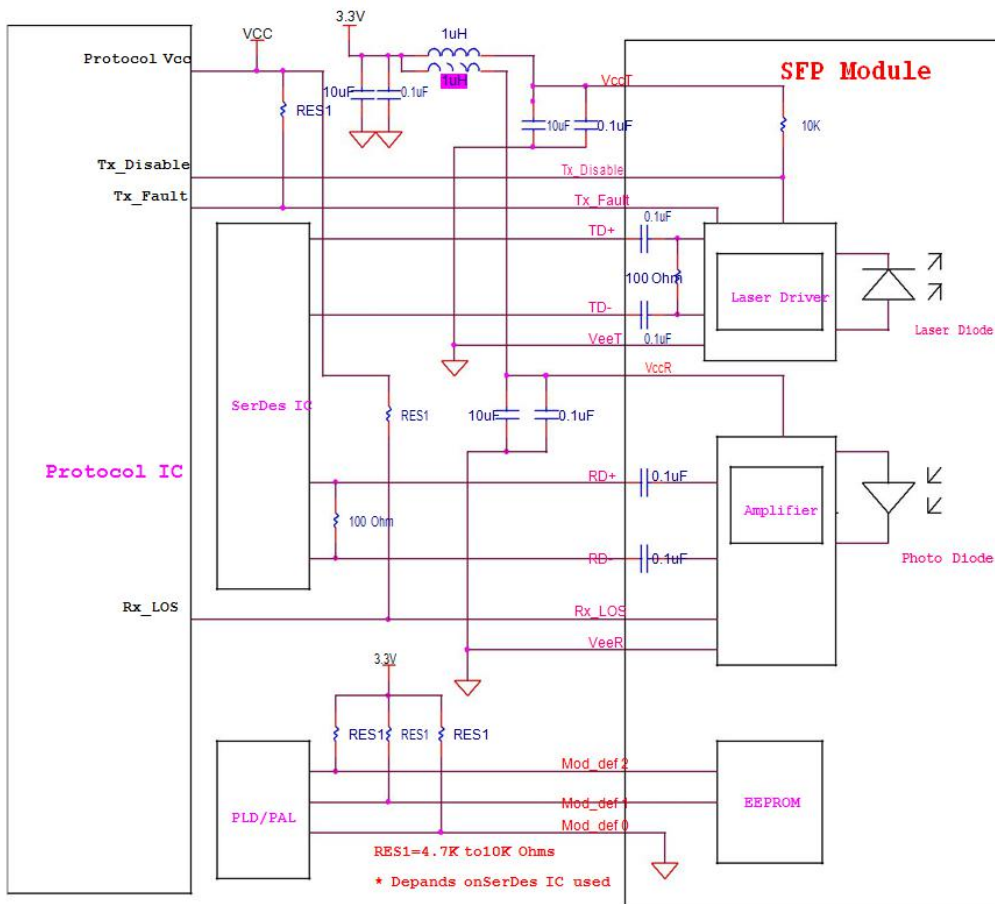 3.3V
VCC
1uH
Protocol Vcc
1uH
SFP Module
VccT
10uF
0.1uF
RES1
10uF
0.1uF
10K
Tx_Disable
Tx_Disable
Tx_Fault
Tx_Fault
0.1uF
TD+
100 Ohm
Laser Driver
TD-
Laser Diode
VeeT
0.1uF
VccR
SerDes IC
RES1
10uF
0.1uF
Protocol IC
RD+
0.1uF
100 Ohm
Amplifier
RD-
0.1uF
Photo Diode
Rx_LOS
Rx_LOS
VeeR
3.3V
RES1
RES1
RES1
Mod_def 2
PLD/PAL
Mod_def 1
EEPROM
Mod_def 0
RES1=4.7K to10K Ohms
* Depands onSerDes IC used